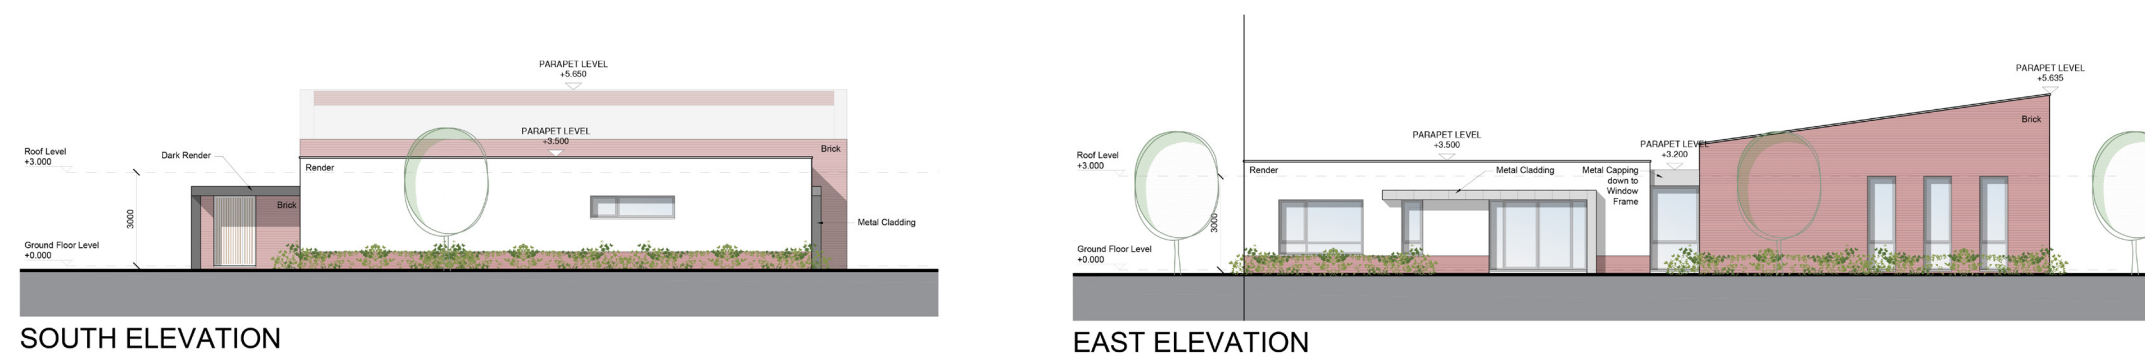 PARAPET LEVEL
+5.650
PARAPET LEVEL
+3.500
Brick
Roof Level
+3.000
Dark Render
Render
Brick
3000
Metal Cladding
Ground Floor Level
+0.000
SOUTH ELEVATION
PARAPET LEVEL
+5.635
Brick
PARAPET LEVEL
+3.500
PARAPET LEVEL
+3.200
Roof Level
+3.000
Render
Metal Cladding
Metal Capping
down to
Window
Frame
3000
Ground Floor Level
+0.000
EAST ELEVATION